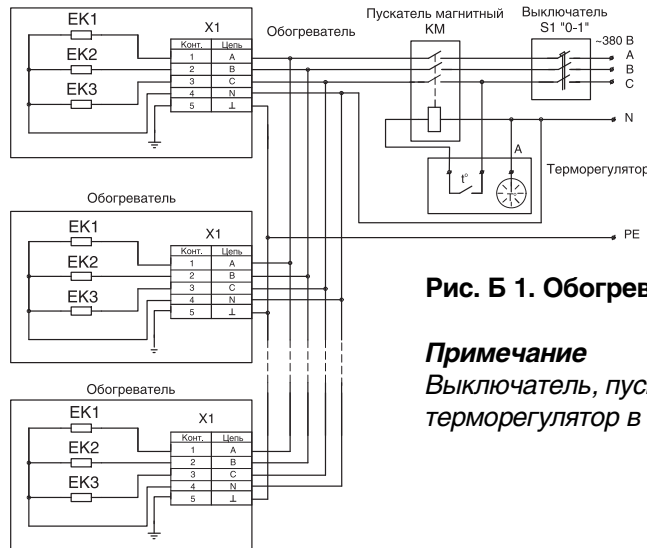 EK1
EK2
EK3
X1
Конт. Цепь
1 A
2 B
3 C
4 N
5 ⊥
Обогреватель
Пускатель магнитный
KM
Выключатель
S1 "0-1"
~380 В
A
B
C
N
A
t°
T°
Терморегулятор
PE
Обогреватель
EK1
EK2
EK3
X1
Конт. Цепь
1 A
2 B
3 C
4 N
5 ⊥
Рис. Б 1. Обогрев
Примечание
Выключатель, пус
терморегулятор в
Обогреватель
EK1
EK2
EK3
X1
Конт. Цепь
1 A
2 B
3 C
4 N
5 ⊥